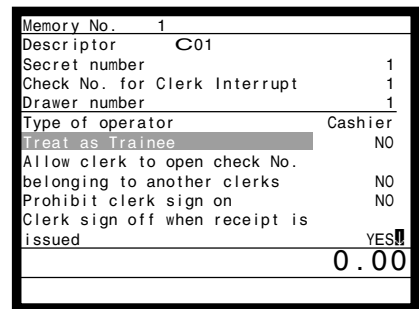 Memory No. 1
Descriptor C01
Secret number 1
Check No. for Clerk Interrupt 1
Drawer number 1
Type of operator Cashier
Treat as Trainee NO
Allow clerk to open check No.
belonging to another clerks NO
Prohibit clerk sign on NO
Clerk sign off when receipt is
issued YES↓
0.00